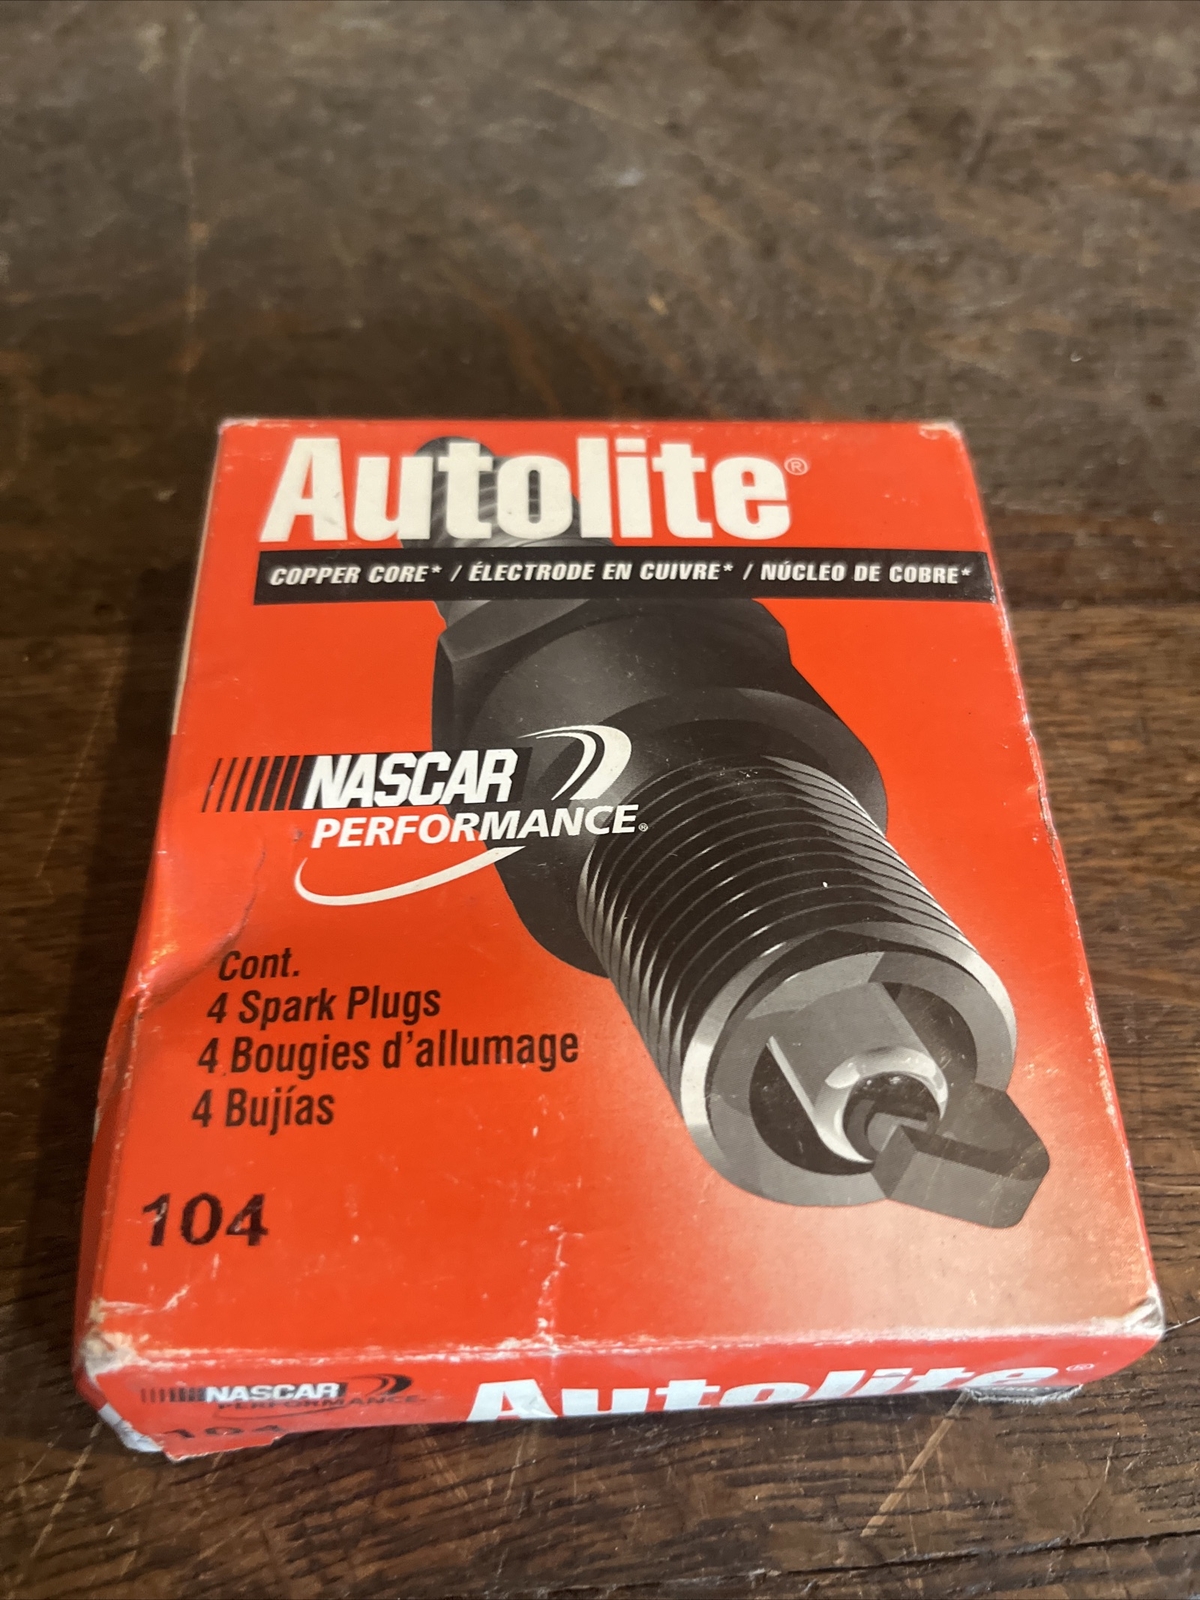 Autolite®
COPPER CORE* / ÉLECTRODE EN CUIVRE* / NÚCLEO DE COBRE*
NASCAR
PERFORMANCE®
Cont.
4 Spark Plugs
4 Bougies d'allumage
4 Bujías
104
NASCAR
PERFORMANCE
Autolite®
104